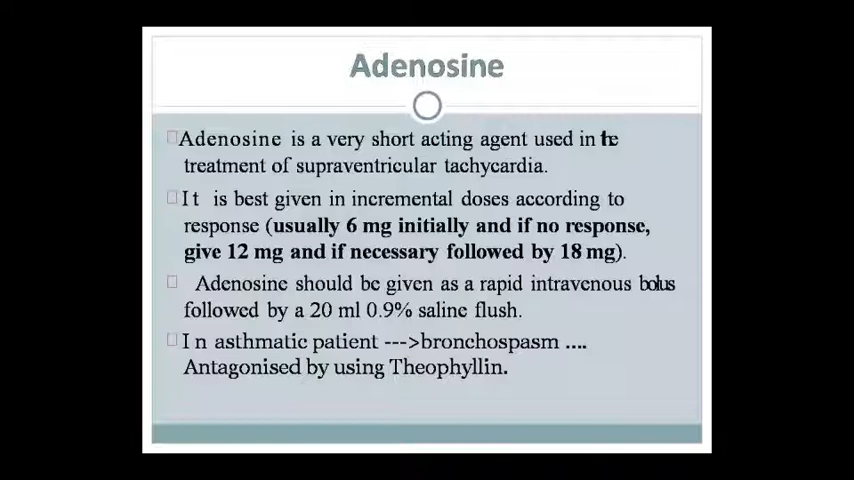 Adenosine
Adenosine is a very short acting agent used in the
treatment of supraventricular tachycardia.
It is best given in incremental doses according to
response (usually 6 mg initially and if no response,
give 12 mg and if necessary followed by 18 mg).
Adenosine should be given as a rapid intravenous bolus
followed by a 20 ml 0.9% saline flush.
In asthmatic patient --->bronchospasm ....
Antagonised by using Theophyllin.